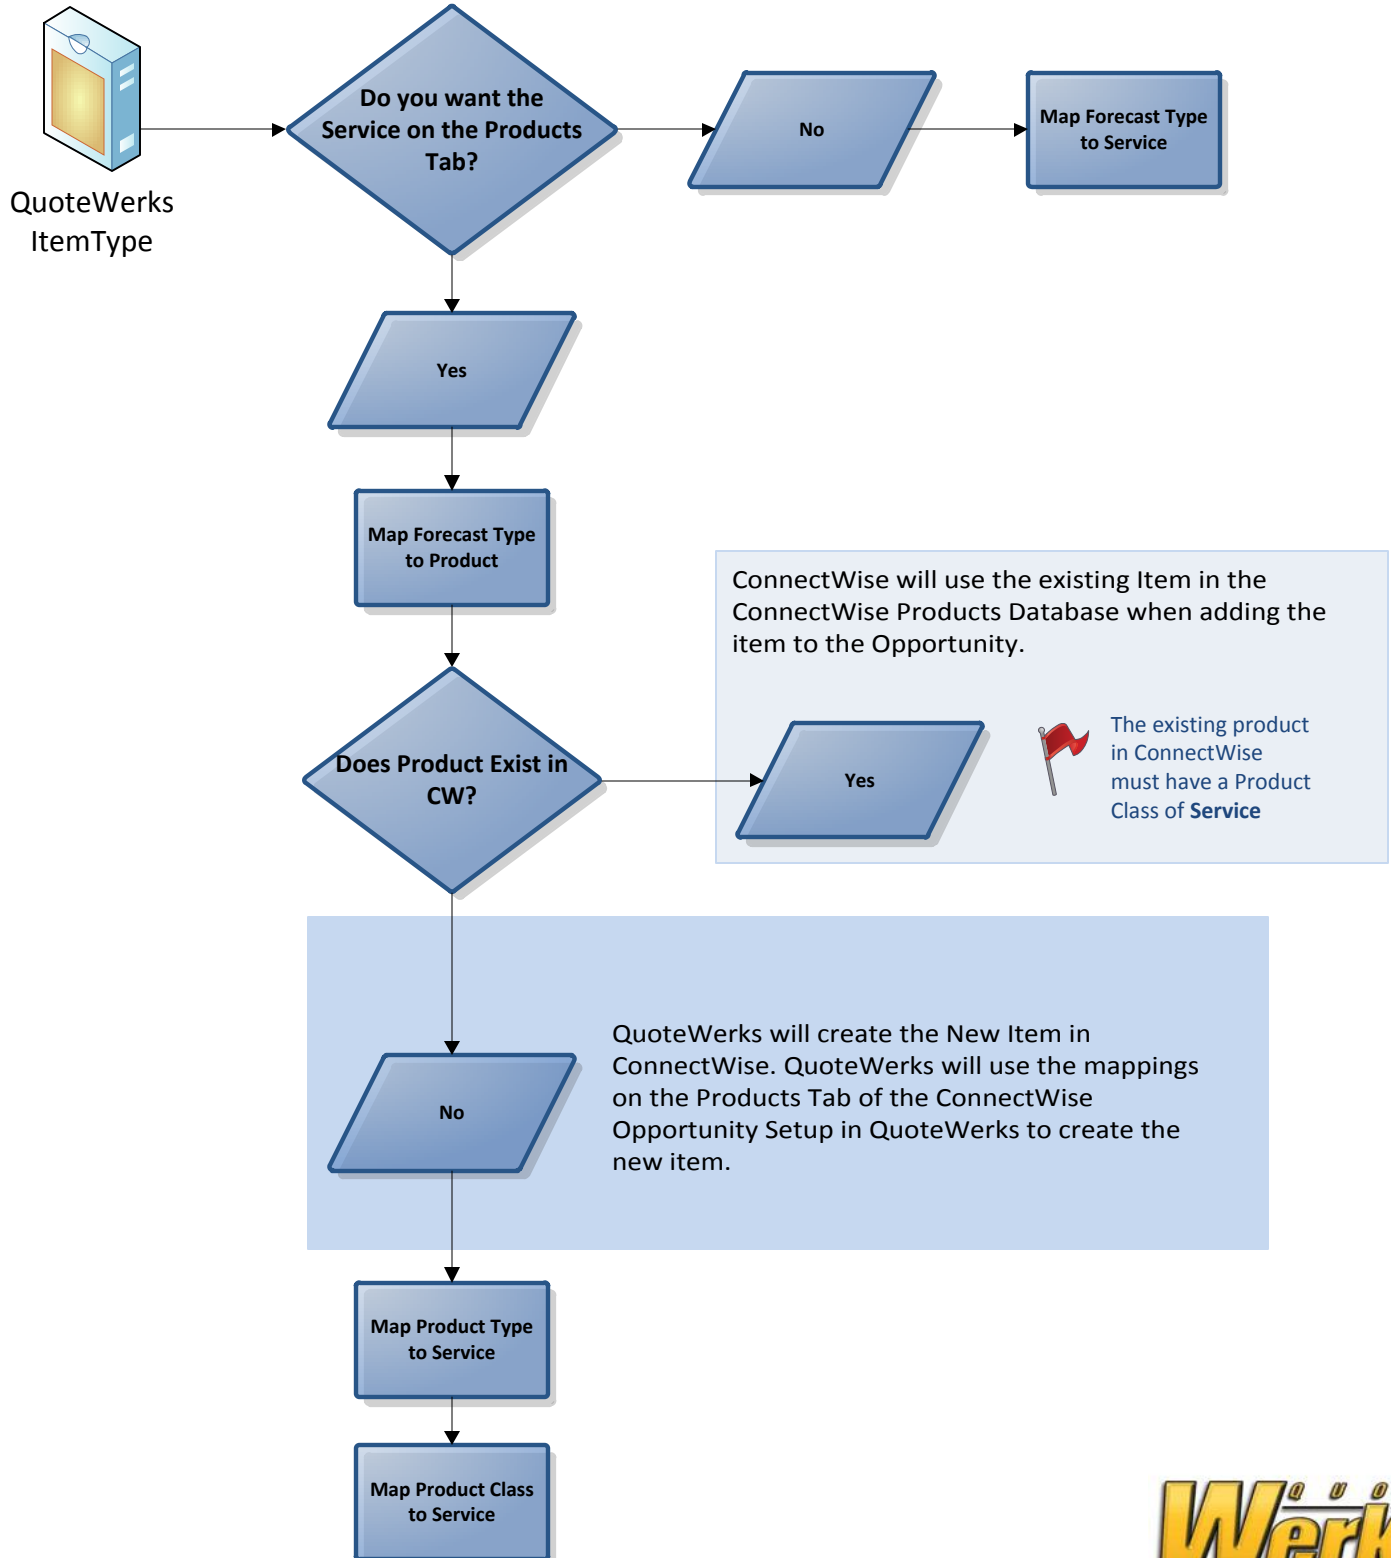 Do you want the
Service on the Products
Tab?
No
Map Forecast Type
to Service
QuoteWerks
ItemType
Yes
Map Forecast Type
to Product
ConnectWise will use the existing Item in the
ConnectWise Products Database when adding the
item to the Opportunity.
Does Product Exist in
CW?
Yes
The existing product
in ConnectWise
must have a Product
Class of Service
No
QuoteWerks will create the New Item in
ConnectWise. QuoteWerks will use the mappings
on the Products Tab of the ConnectWise
Opportunity Setup in QuoteWerks to create the
new item.
Map Product Type
to Service
Map Product Class
to Service